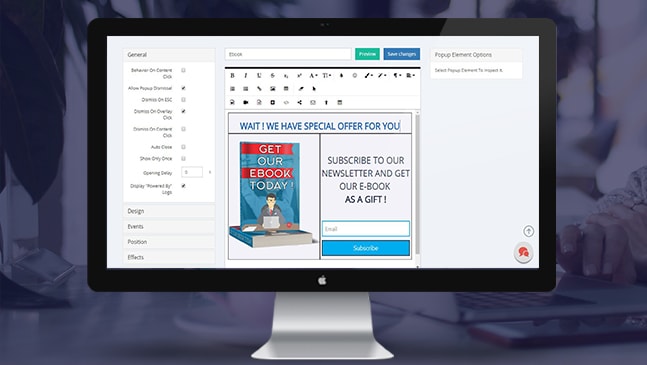 General
Behavior On Content
Click
Allow Popup Dismissal
Dismiss On ESC
Dismiss On Overlay
Click
Dismiss On Content
Click
Auto Close
Show Only Once
Opening Delay
0
Display "Powered By"
Logo
Design
Events
Position
Effects
Ebook
Preview
Save changes
WAIT ! WE HAVE SPECIAL OFFER FOR YOU
GET
OUR
EBOOK
TODAY !
SUBSCRIBE TO OUR
NEWSLETTER AND GET
OUR E-BOOK
AS A GIFT !
Email
Subscribe
Popup Element Options
Select Popup Element To Inspect It.